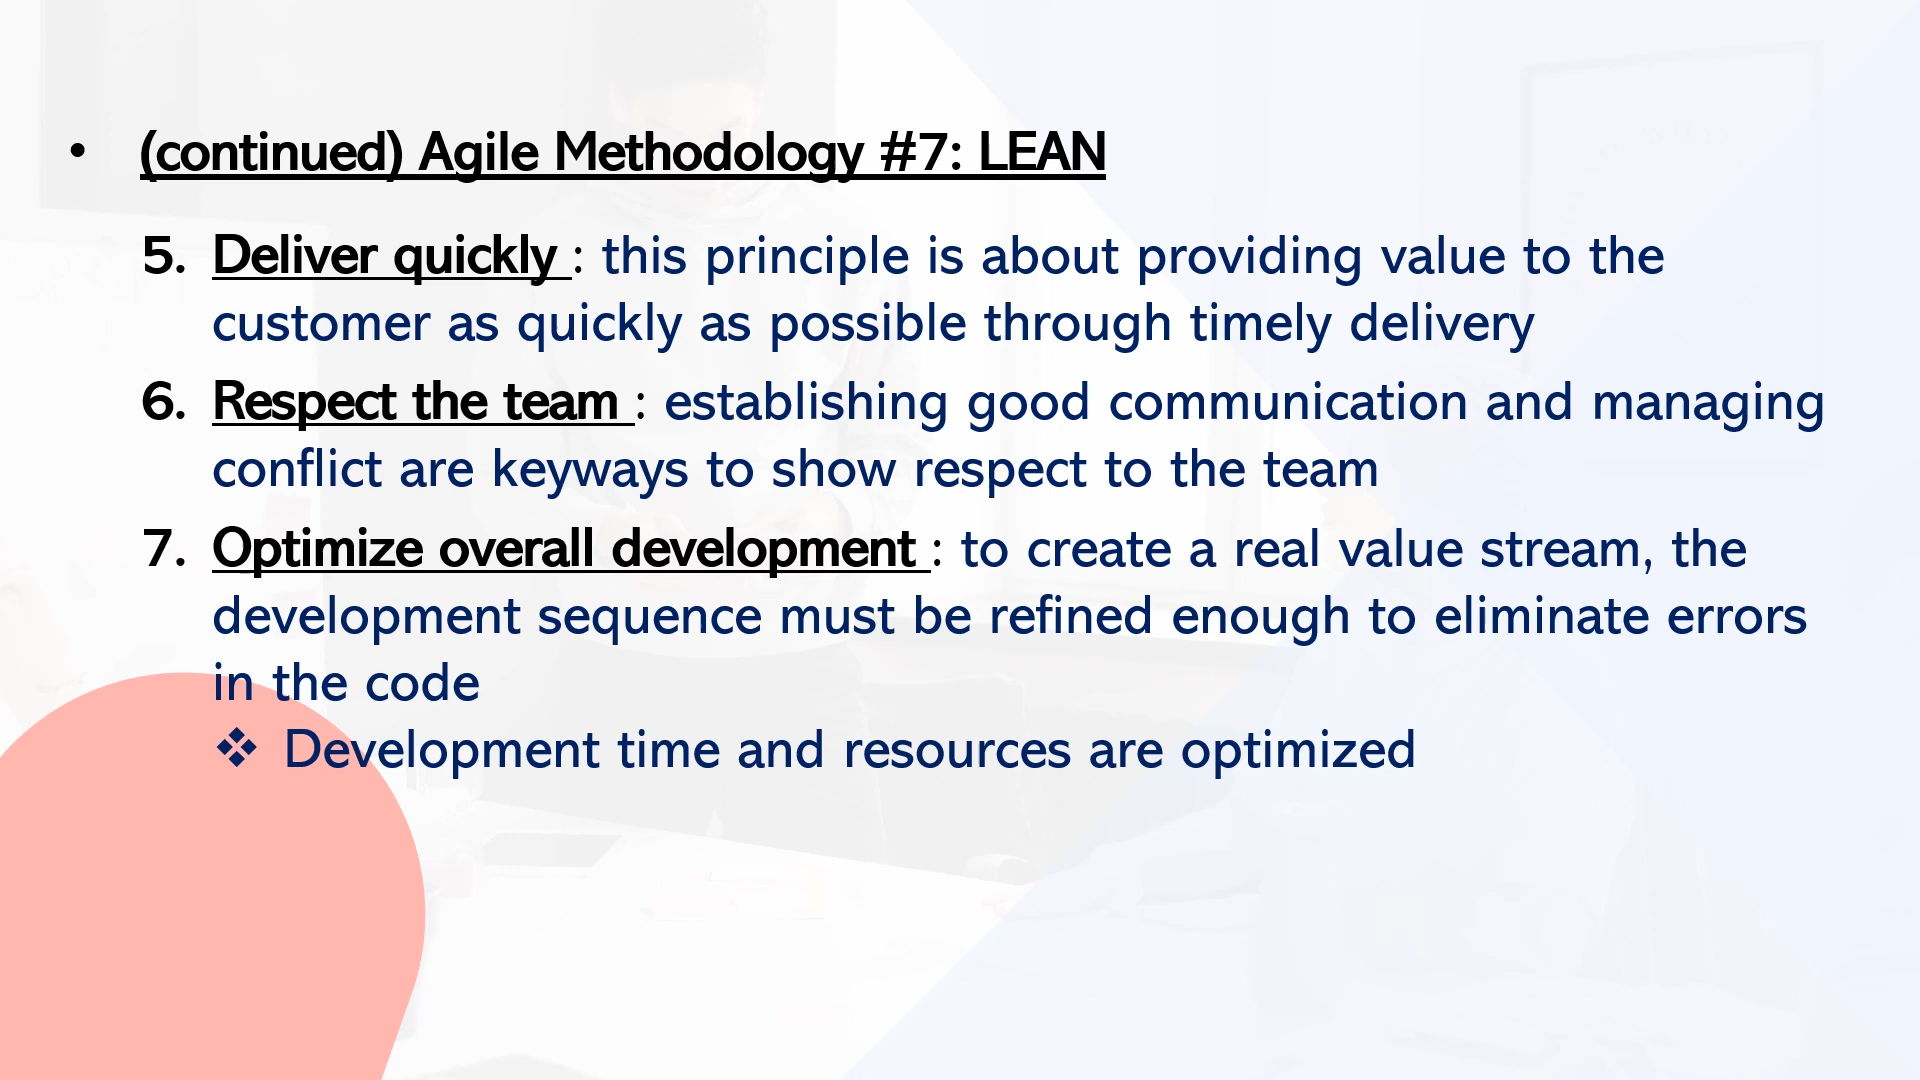 • (continued) Agile Methodology #7: LEAN
5. Deliver quickly : this principle is about providing value to the
customer as quickly as possible through timely delivery
6. Respect the team : establishing good communication and managing
conflict are keyways to show respect to the team
7. Optimize overall development : to create a real value stream, the
development sequence must be refined enough to eliminate errors
in the code
❖ Development time and resources are optimized